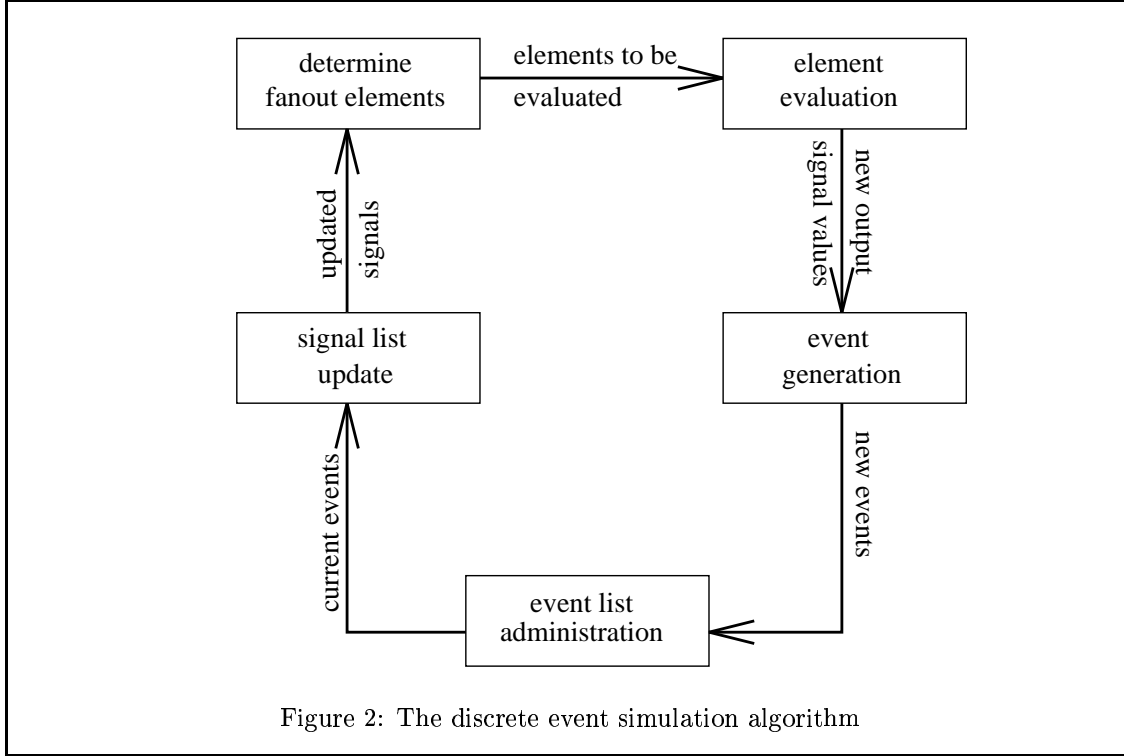 determine
fanout elements
elements to be
evaluated
element
evaluation
updated
signals
signal values
new output
signal list
update
event
generation
current events
new events
event list
administration
Figure 2: The discrete event simulation algorithm